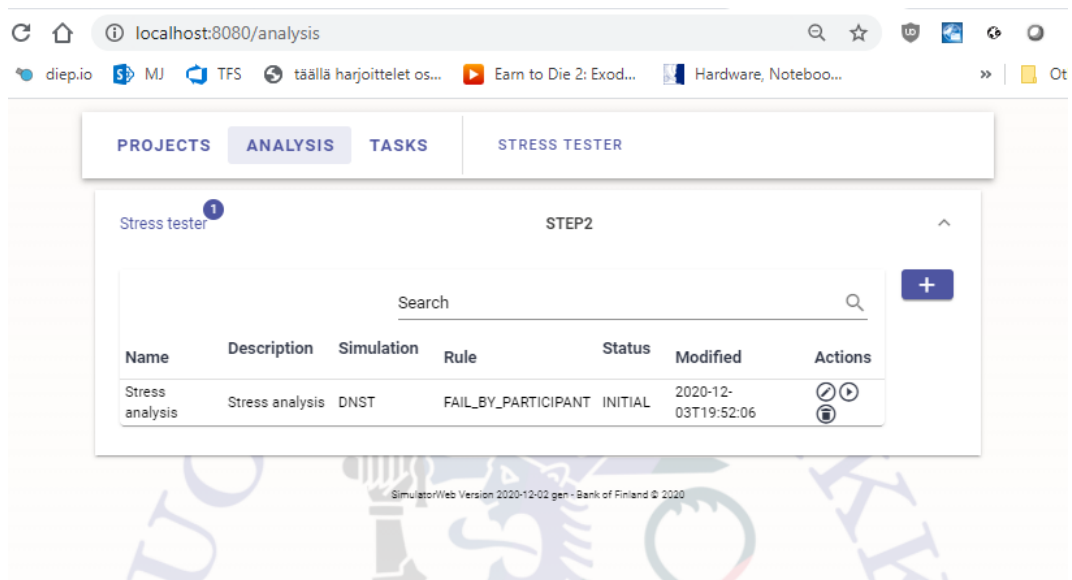 localhost:8080/analysis
diep.io MJ TFS täällä harjoittelet os... Earn to Die 2: Exod... Hardware, Noteboo... » Ot
PROJECTS ANALYSIS TASKS STRESS TESTER
Stress tester 1 STEP2
+
Search
Name Description Simulation Rule Status Modified Actions
Stress analysis Stress analysis DNST FAIL_BY_PARTICIPANT INITIAL 2020-12-03T19:52:06
SimulatorWeb Version 2020-12-02 gen - Bank of Finland © 2020